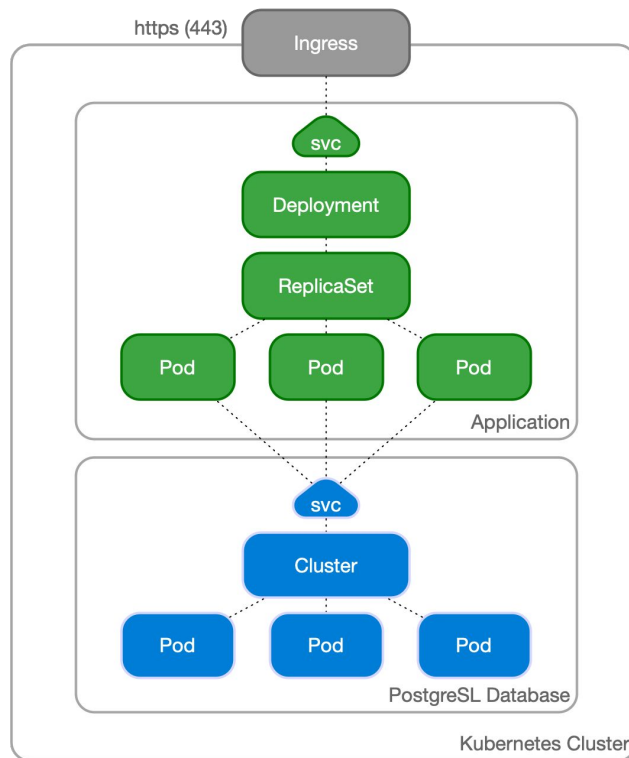 https (443)
Ingress
svc
Deployment
ReplicaSet
Pod
Pod
Pod
Application
svc
Cluster
Pod
Pod
Pod
PostgreSL Database
Kubernetes Cluster